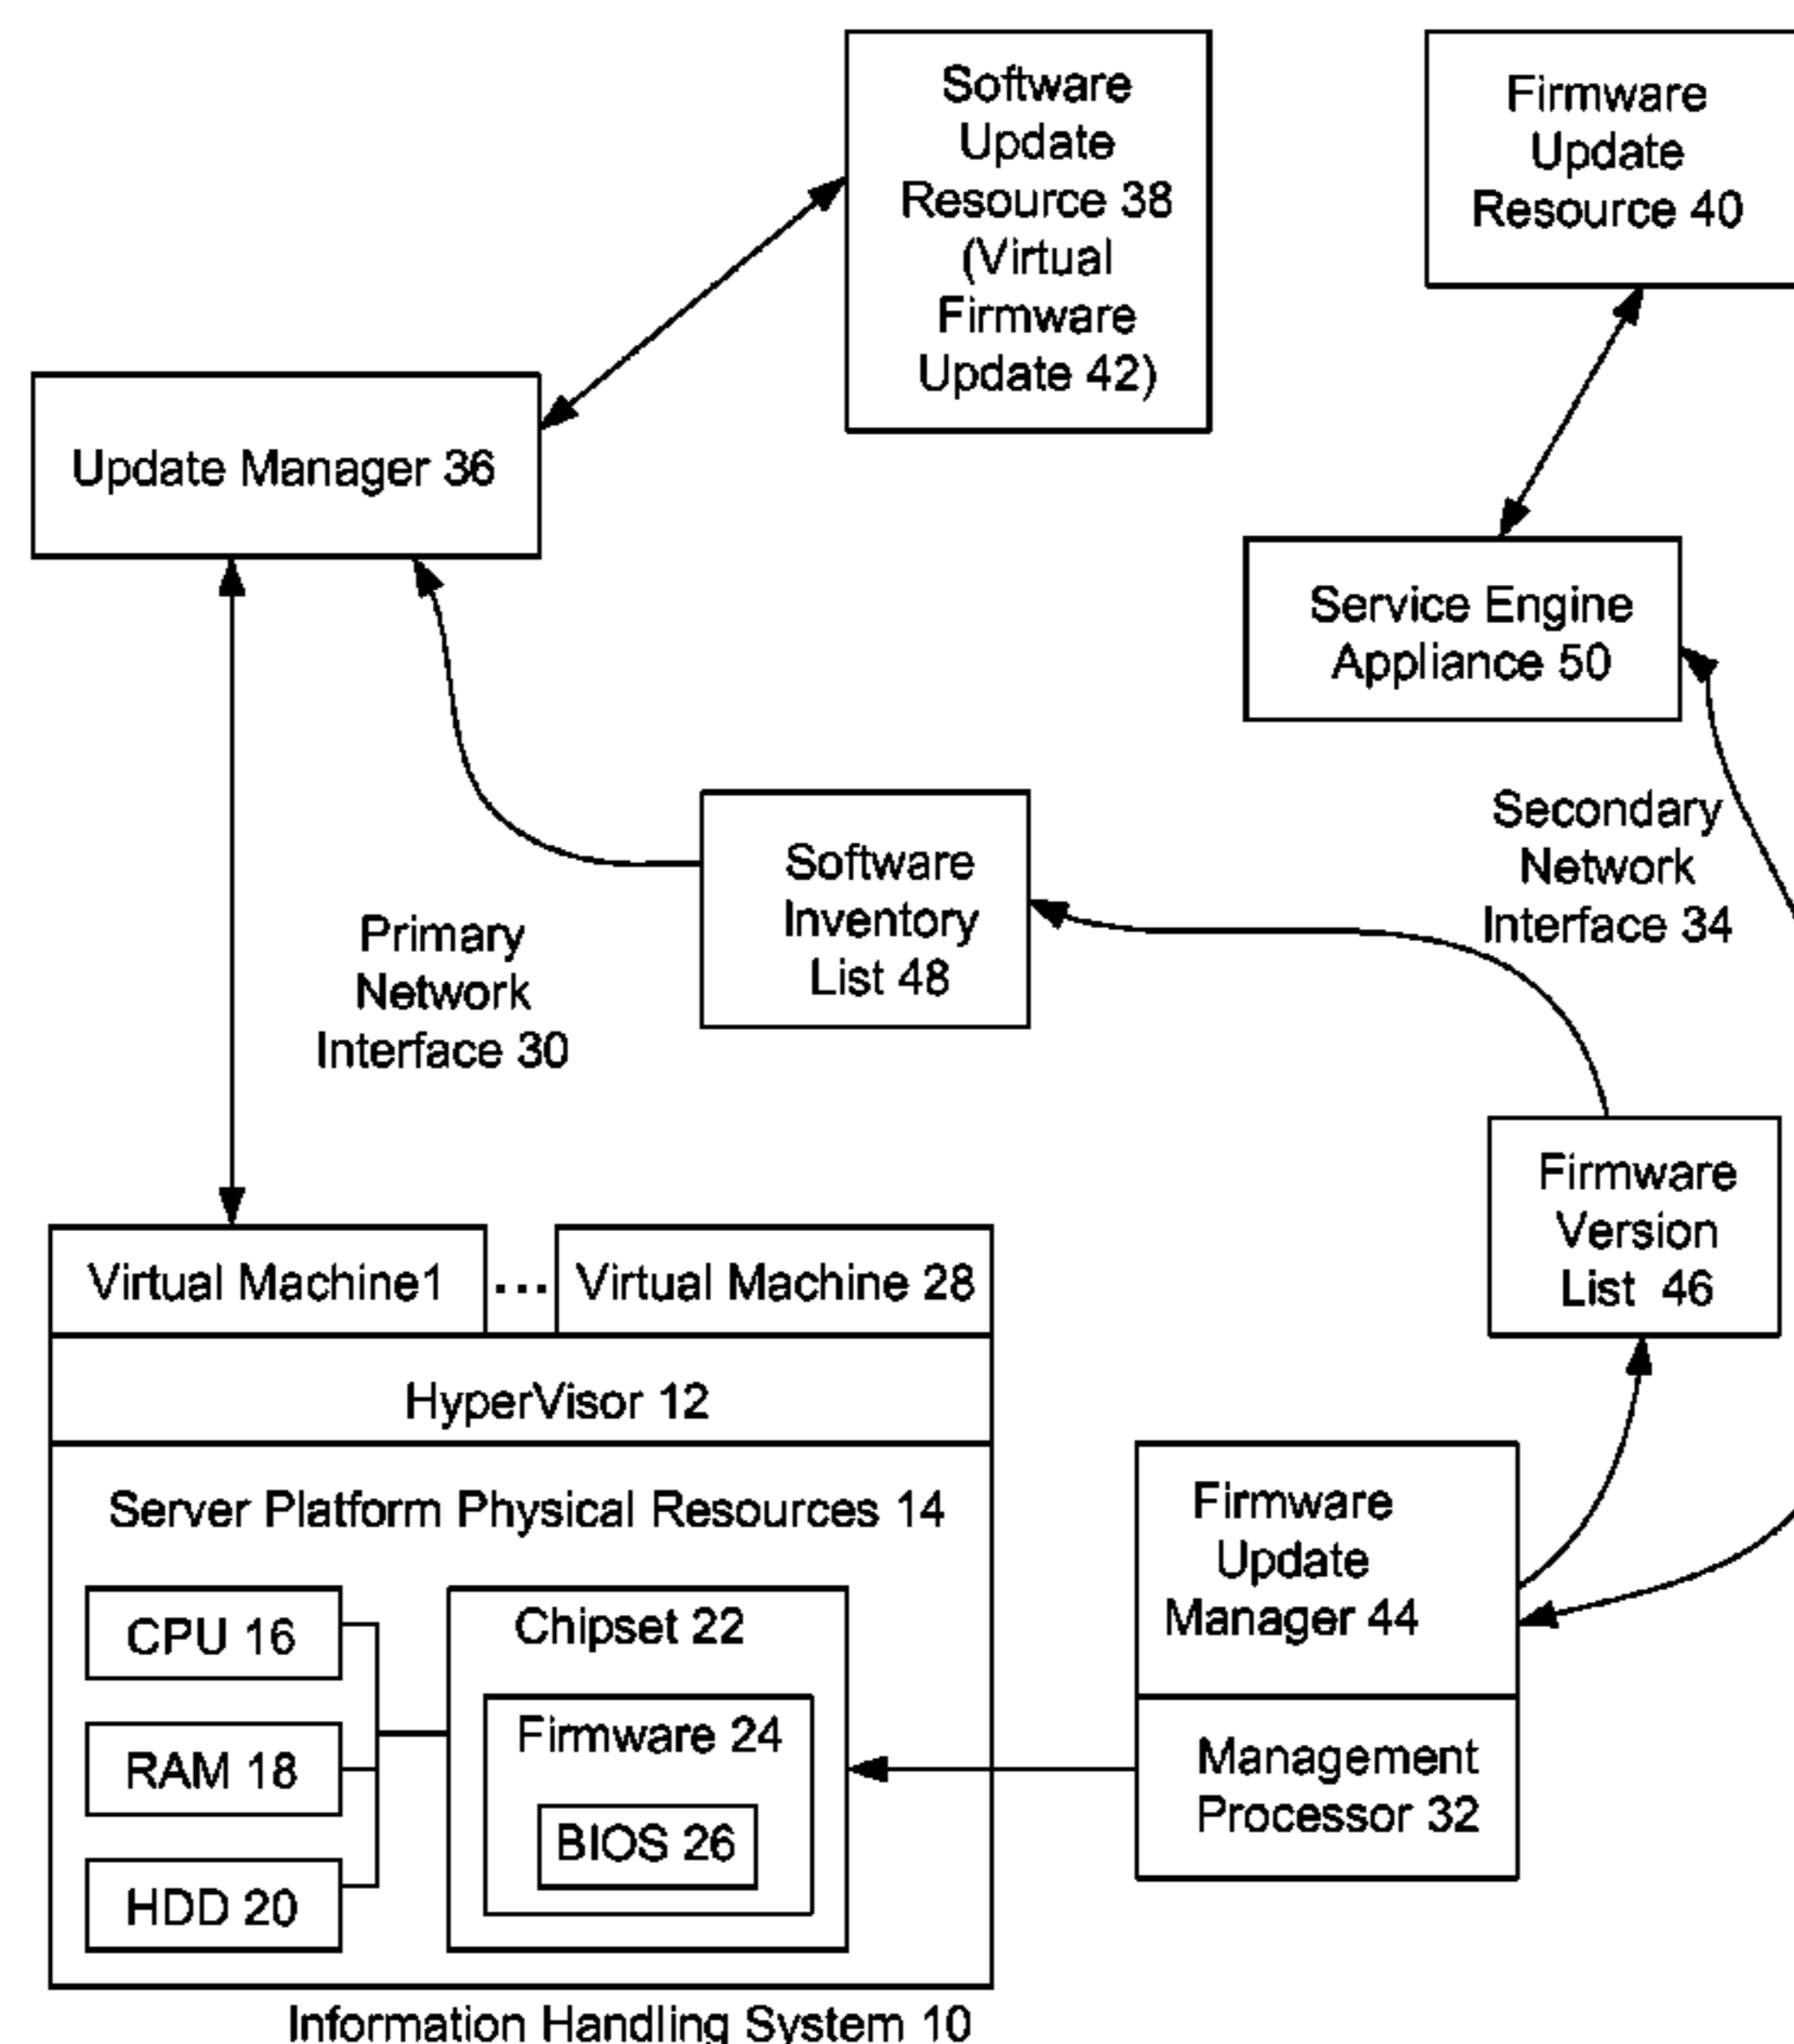 Software
Update
Resource 38
(Virtual
Firmware
Update 42)
Firmware
Update
Resource 40
Update Manager 36
Service Engine
Appliance 50
Secondary
Network
Interface 34
Software
Inventory
List 48
Primary
Network
Interface 30
Firmware
Version
List 46
Virtual Machine1
...
Virtual Machine 28
HyperVisor 12
Server Platform Physical Resources 14
CPU 16
RAM 18
HDD 20
Chipset 22
Firmware 24
BIOS 26
Firmware
Update
Manager 44
Management
Processor 32
Information Handling System 10